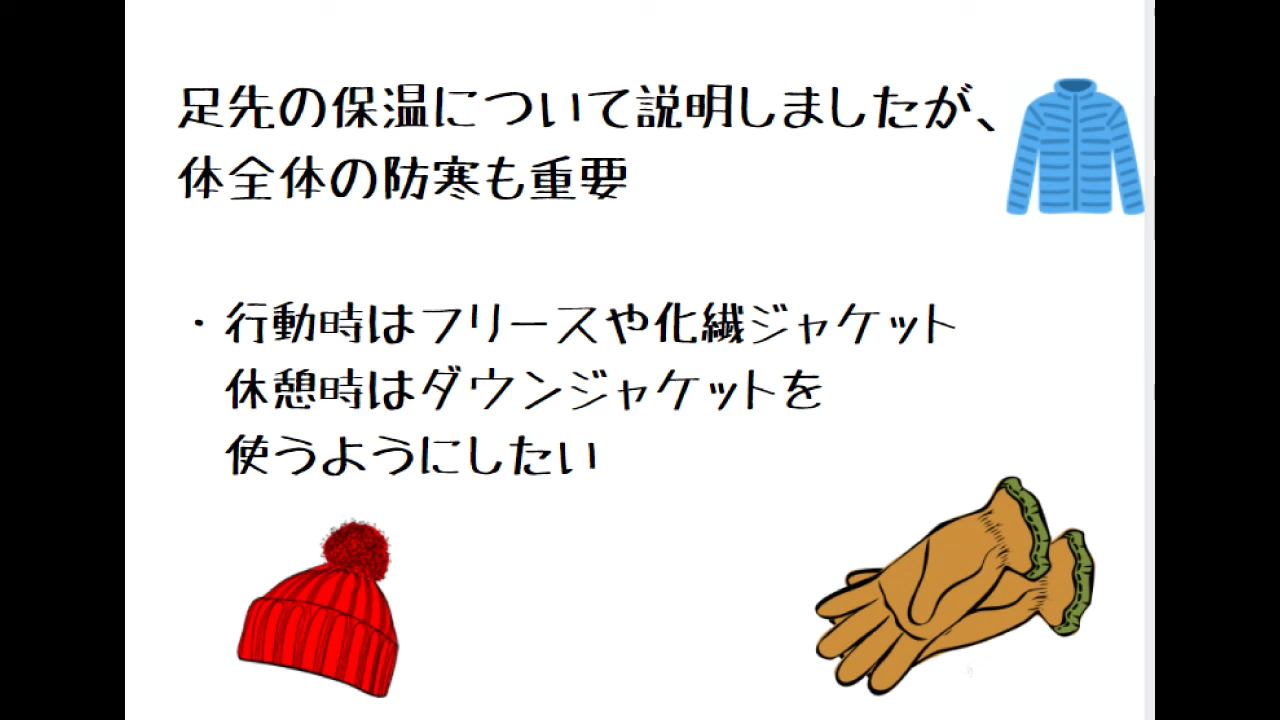 足先の保温について説明しましたが、
体全体の防寒も重要
・行動時はフリースや化繊ジャケット
休憩時はダウンジャケットを
使うようにしたい